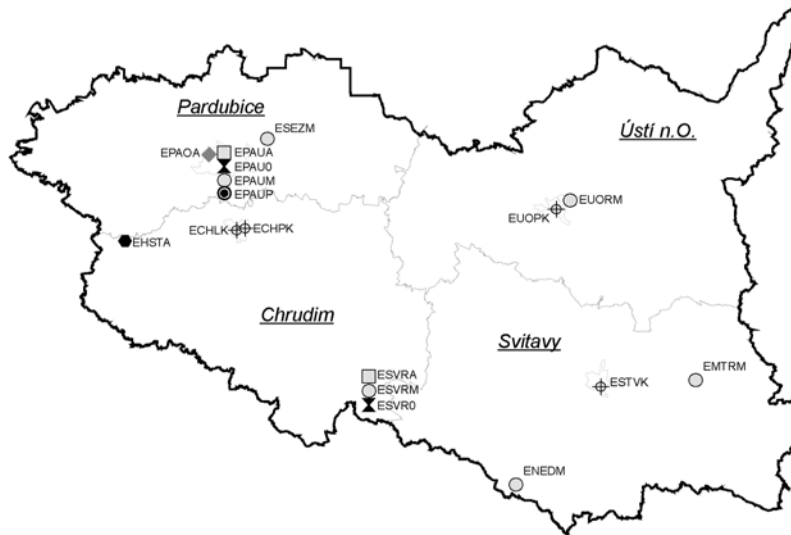 Pardubice
Ústí n.O.
ESEZM
EPAOA
EPAUA
EPAU0
EPAUM
EPAUP
EUORM
EUOPK
ECHLK
ECHPK
EHSTA
Chrudim
Svitavy
ESVRA
ESVRM
ESVR0
EMTRM
ESTVK
ENEDM